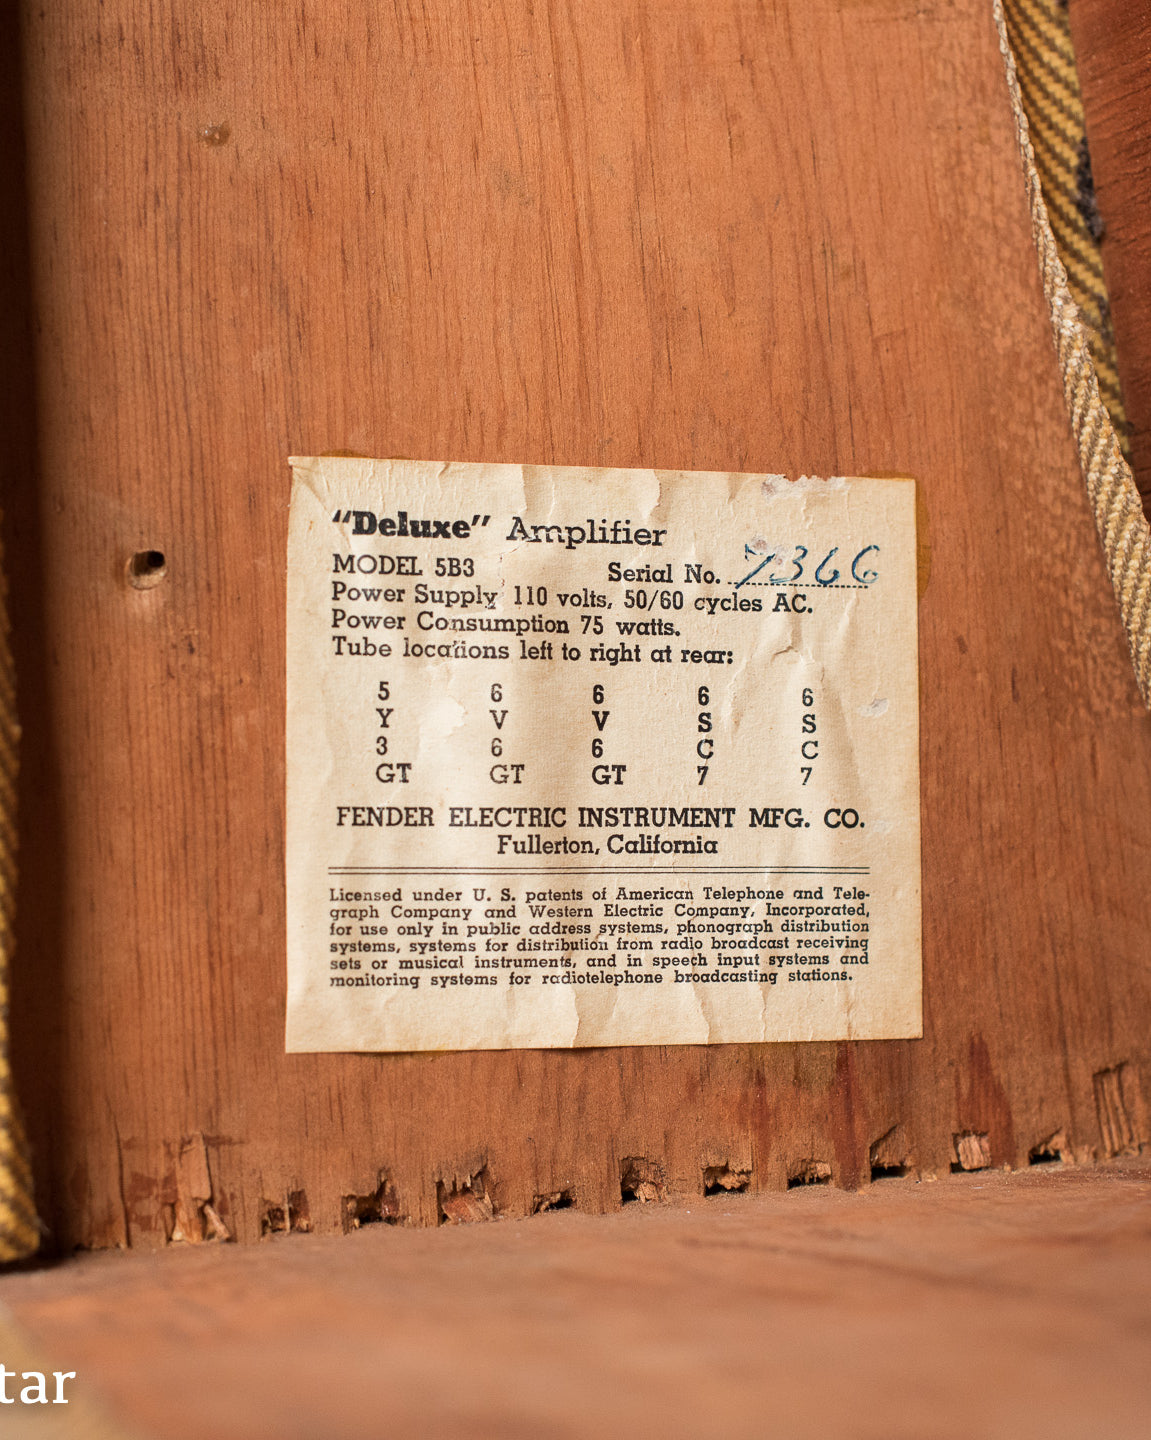 "Deluxe" Amplifier
MODEL 5B3 Serial No. 7366
Power Supply 110 volts, 50/60 cycles AC.
Power Consumption 75 watts.
Tube locations left to right at rear:
5 6 6 6 6
Y V V S S
3 6 6 C C
GT GT GT 7 7
FENDER ELECTRIC INSTRUMENT MFG. CO.
Fullerton, California
Licensed under U. S. patents of American Telephone and Tele-
graph Company and Western Electric Company, Incorporated,
for use only in public address systems, phonograph distribution
systems, systems for distribution from radio broadcast receiving
sets or musical instruments, and in speech input systems and
monitoring systems for radiotelephone broadcasting stations.
tar